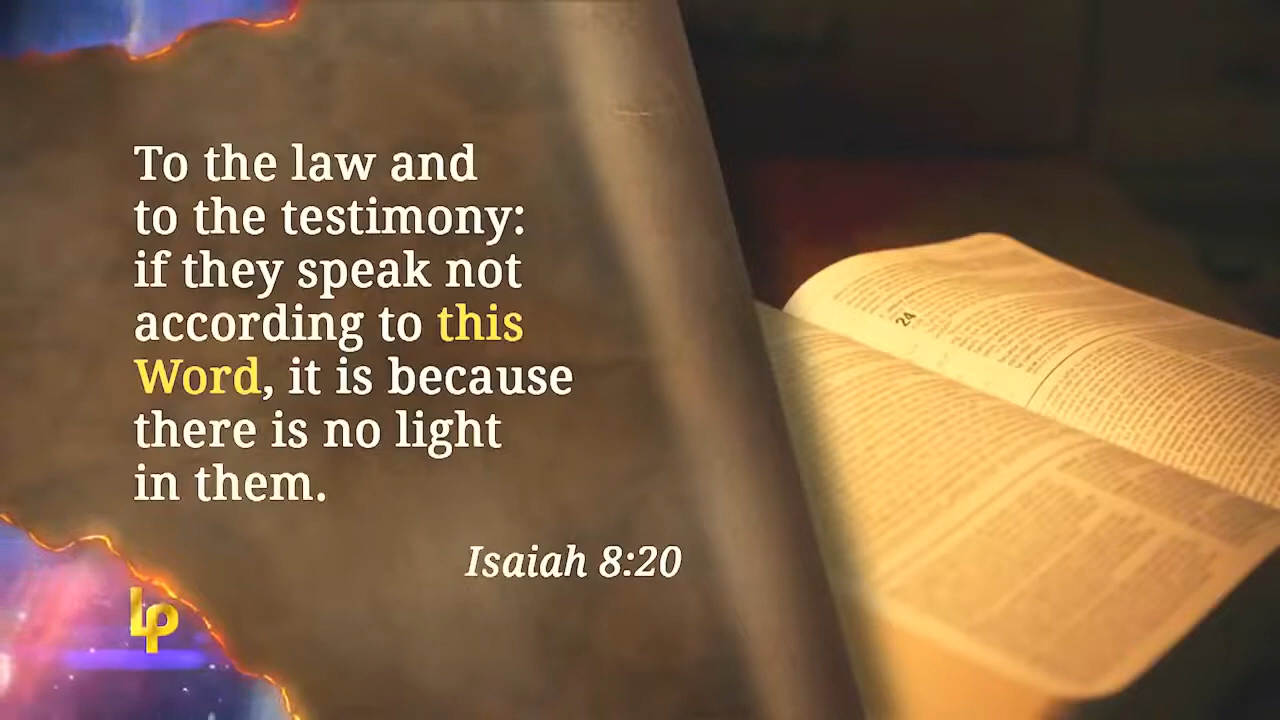 To the law and
to the testimony:
if they speak not
according to this
Word, it is because
there is no light
in them.
Isaiah 8:20
24
Lp